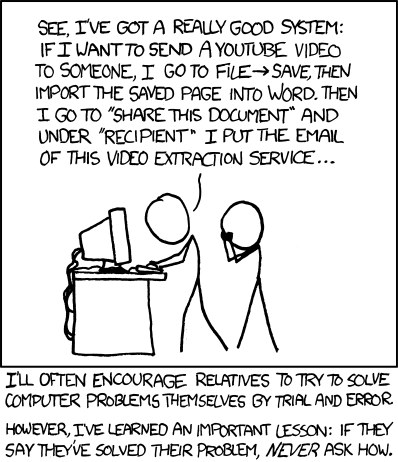 SEE, I'VE GOT A REALLY GOOD SYSTEM:
IF I WANT TO SEND A YOUTUBE VIDEO
TO SOMEONE, I GO TO FILE→SAVE, THEN
IMPORT THE SAVED PAGE INTO WORD. THEN
I GO TO "SHARE THIS DOCUMENT" AND
UNDER "RECIPIENT" I PUT THE EMAIL
OF THIS VIDEO EXTRACTION SERVICE...
I'LL OFTEN ENCOURAGE RELATIVES TO TRY TO SOLVE
COMPUTER PROBLEMS THEMSELVES BY TRIAL AND ERROR.
HOWEVER, I'VE LEARNED AN IMPORTANT LESSON: IF THEY
SAY THEY'VE SOLVED THEIR PROBLEM, NEVER ASK HOW.